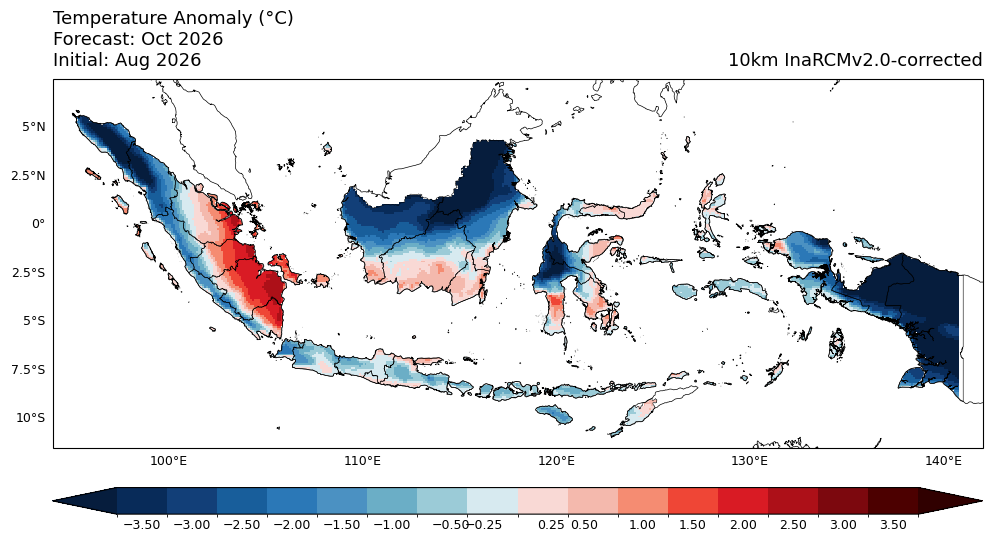 Temperature Anomaly (°C)
Forecast: Oct 2026
Initial: Aug 2026
10km InaRCMv2.0-corrected
5°N
2.5°N
0°
2.5°S
5°S
7.5°S
10°S
100°E 110°E 120°E 130°E 140°E
−3.50 −3.00 −2.50 −2.00 −1.50 −1.00 −0.50 −0.25 0.25 0.50 1.00 1.50 2.00 2.50 3.00 3.50